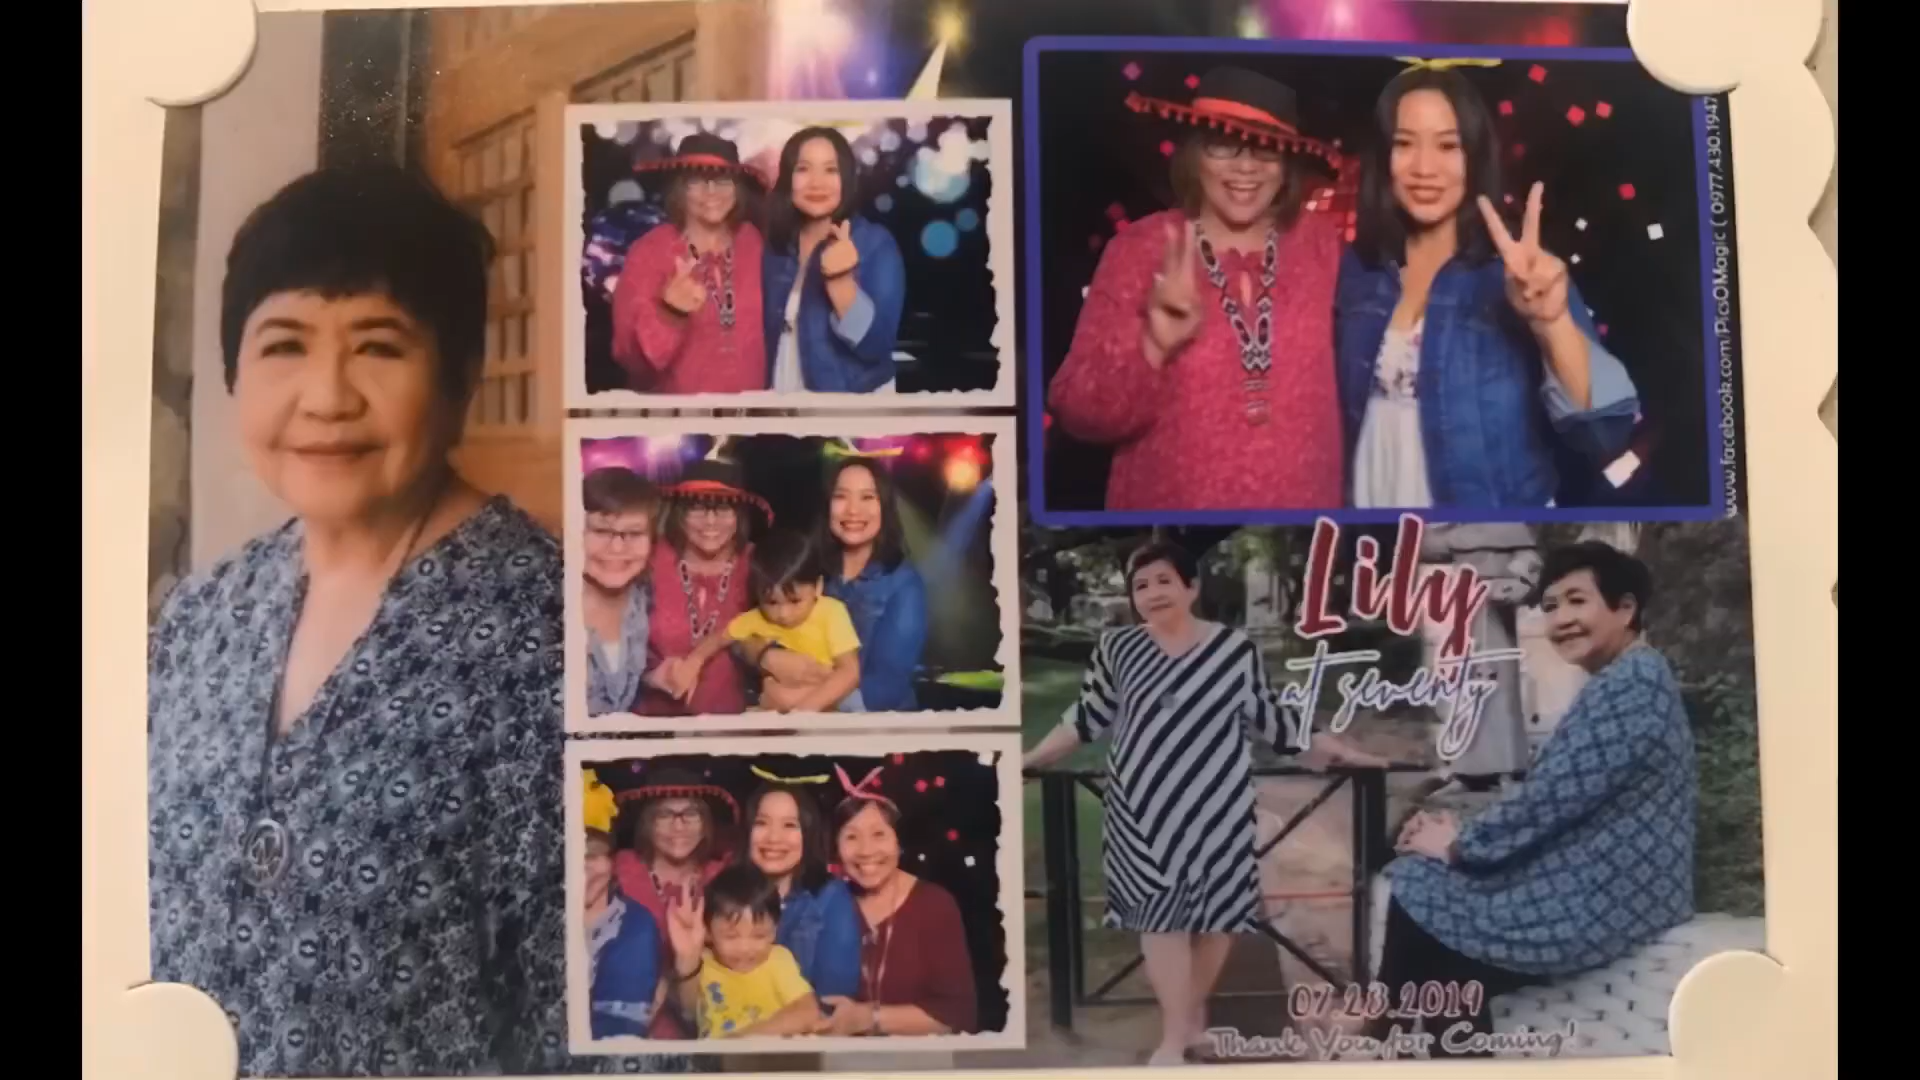 www.facebook.com/PicsOMagic ( 0977.430.1947
Lily
at seventy
07.28.2019
Thank You for Coming!